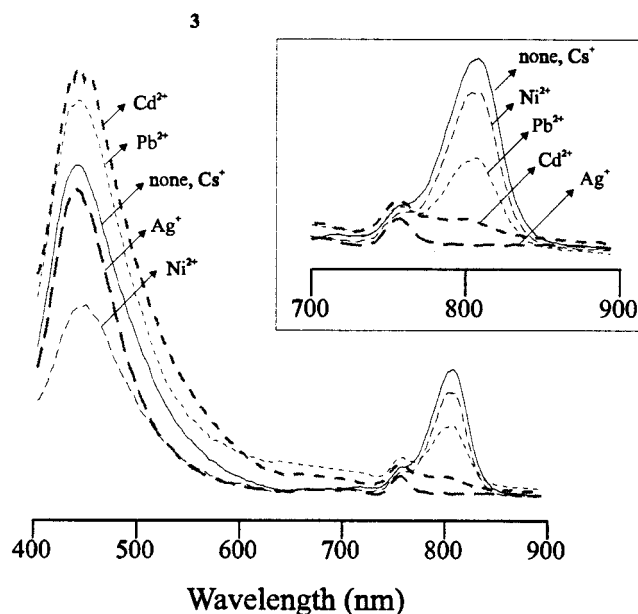 3
none, Cs⁺
Ni²⁺
Pb²⁺
Cd²⁺
Ag⁺
700 800 900
Cd²⁺
Pb²⁺
none, Cs⁺
Ag⁺
Ni²⁺
400 500 600 700 800 900
Wavelength (nm)